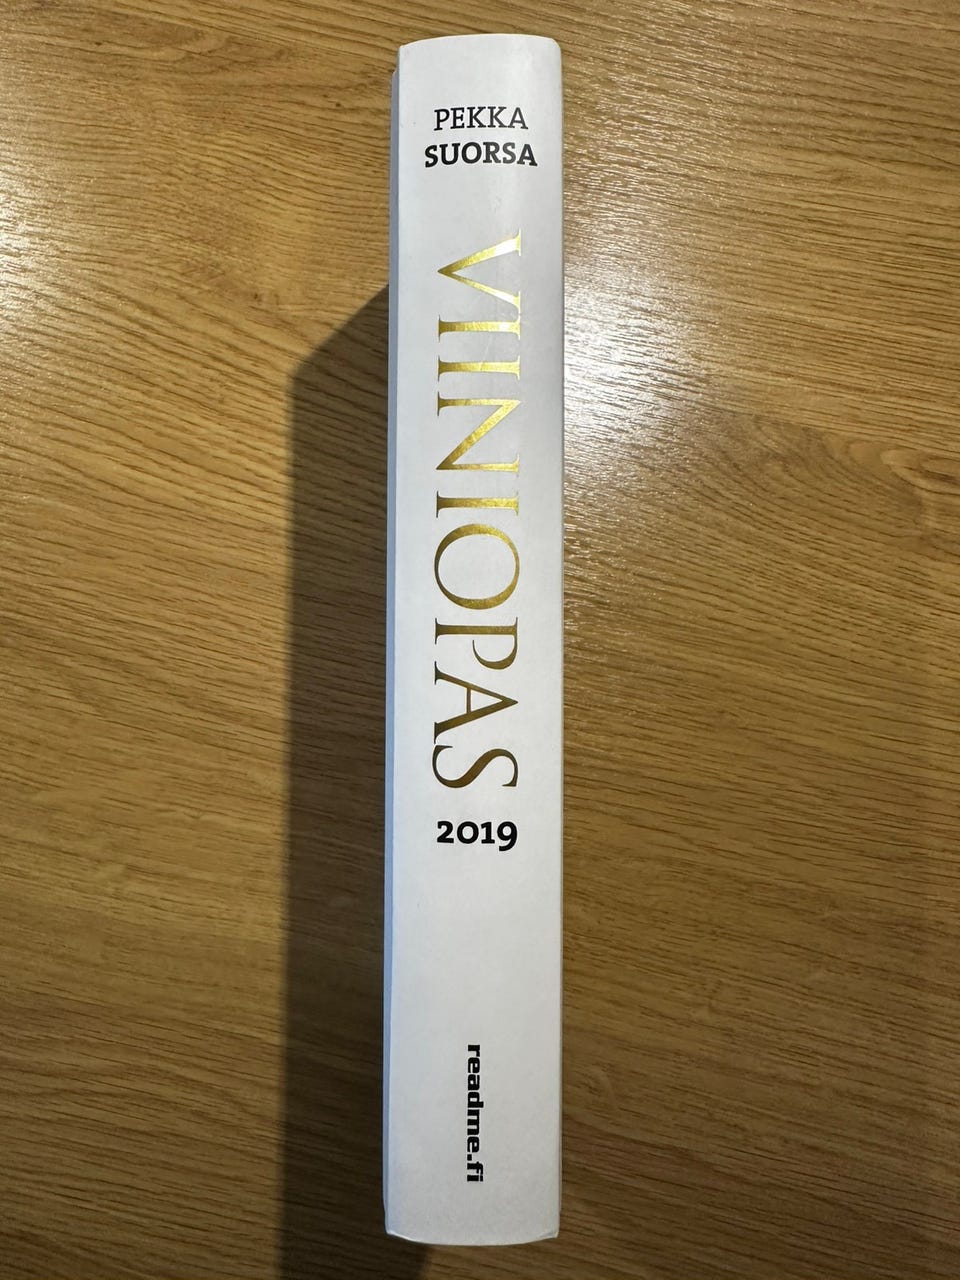 PEKKA
SUORSA
VIINIOPAS
2019
readme.fi